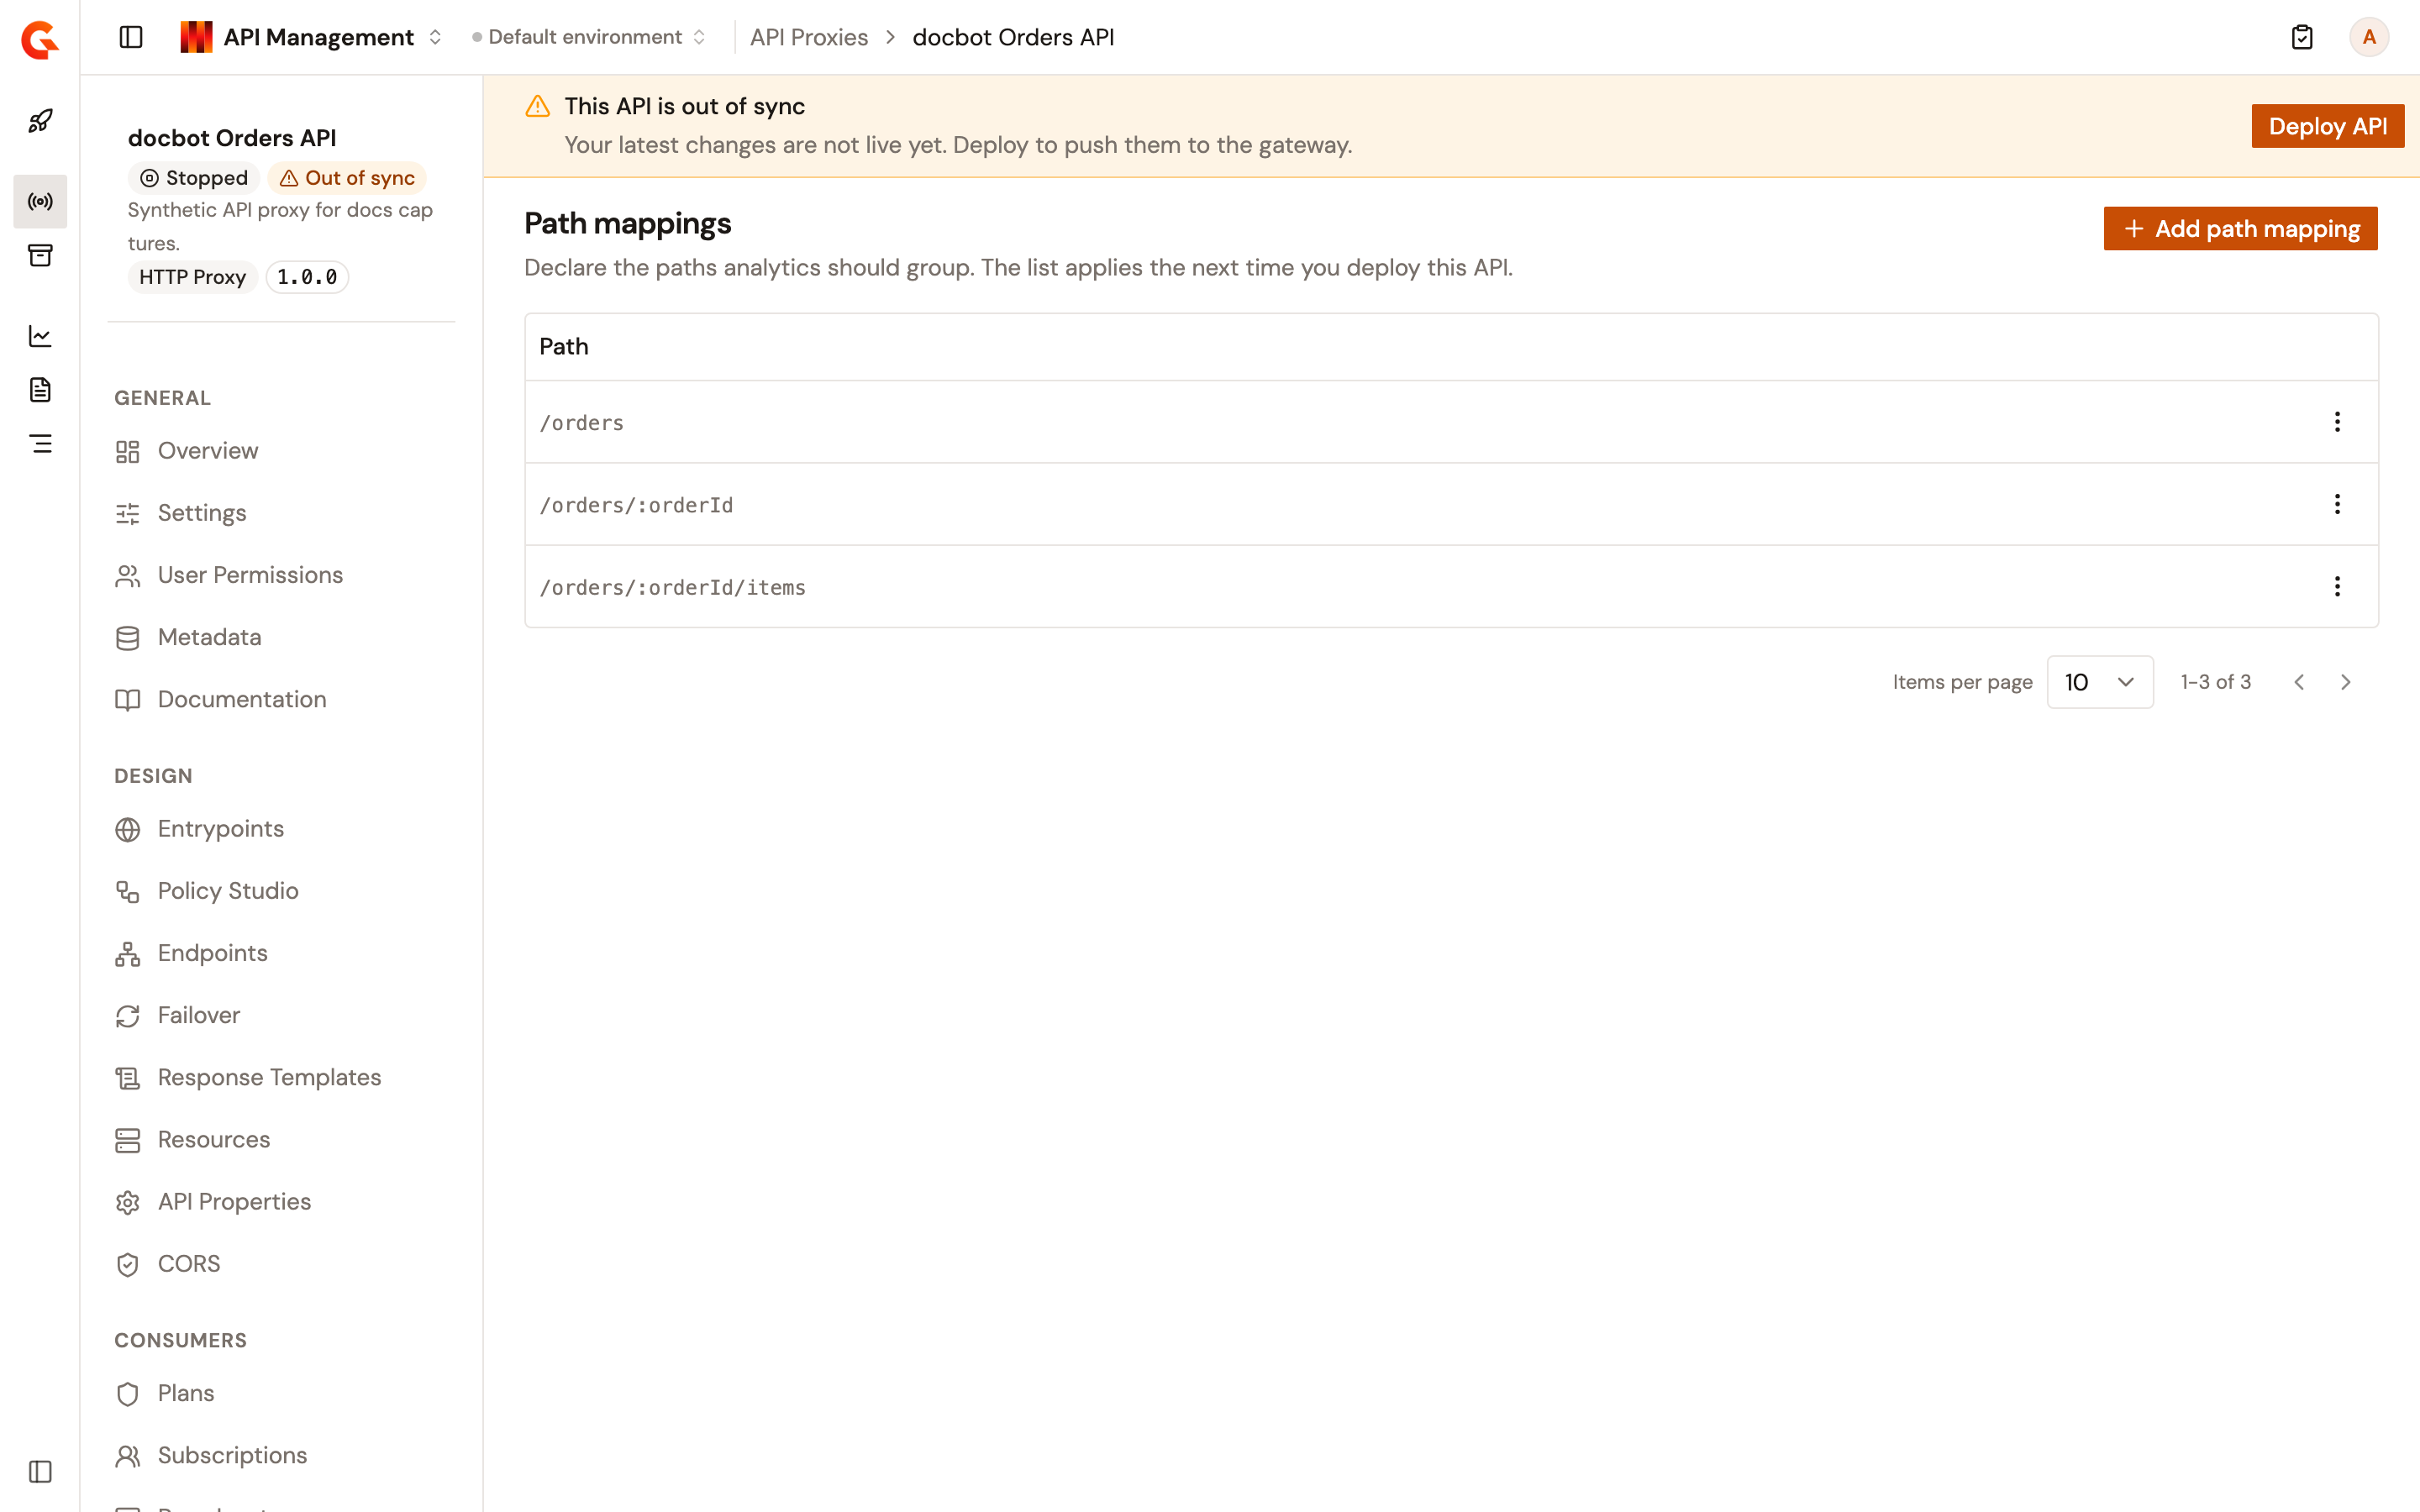 API Management
Default environment
API Proxies > docbot Orders API
A
docbot Orders API
Stopped
Out of sync
Synthetic API proxy for docs cap
tures.
HTTP Proxy
1.0.0
GENERAL
Overview
Settings
User Permissions
Metadata
Documentation
DESIGN
Entrypoints
Policy Studio
Endpoints
Failover
Response Templates
Resources
API Properties
CORS
CONSUMERS
Plans
Subscriptions
This API is out of sync
Your latest changes are not live yet. Deploy to push them to the gateway.
Deploy API
Path mappings
Declare the paths analytics should group. The list applies the next time you deploy this API.
Add path mapping
Path
/orders
/orders/:orderId
/orders/:orderId/items
Items per page
10
1-3 of 3